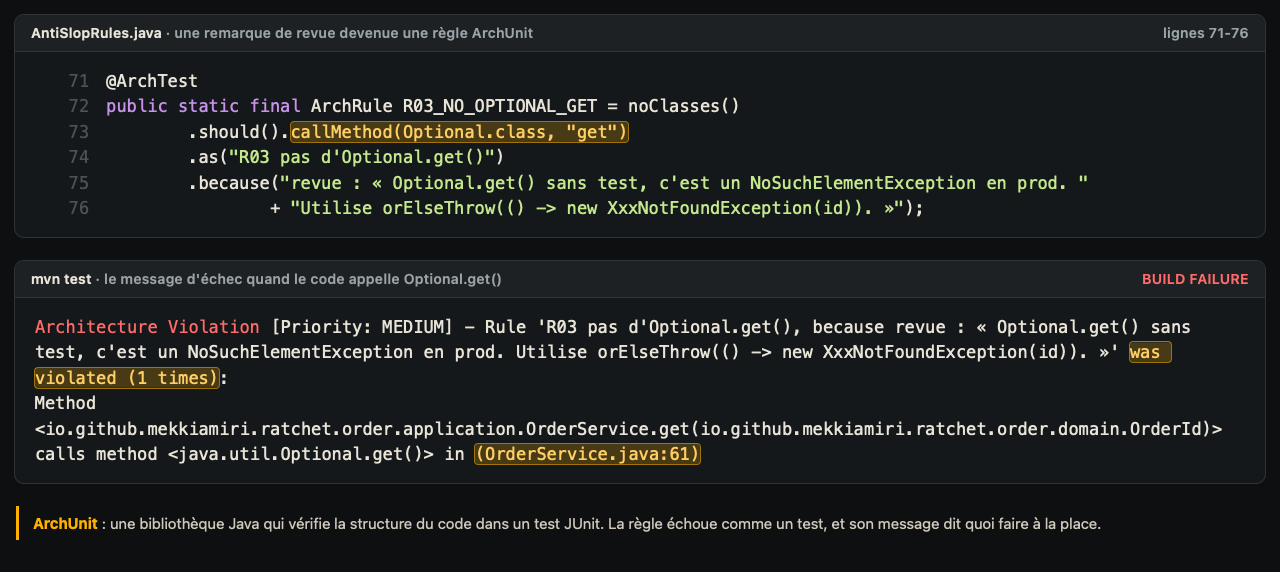 AntiSlopRules.java · une remarque de revue devenue une règle ArchUnit lignes 71-76
71 @ArchTest
72 public static final ArchRule R03_NO_OPTIONAL_GET = noClasses()
73 .should().callMethod(Optional.class, "get")
74 .as("R03 pas d'Optional.get()")
75 .because("revue : « Optional.get() sans test, c'est un NoSuchElementException en prod. "
76 + "Utilise orElseThrow(() -> new XxxNotFoundException(id)). »");
mvn test · le message d'échec quand le code appelle Optional.get() BUILD FAILURE
Architecture Violation [Priority: MEDIUM] - Rule 'R03 pas d'Optional.get(), because revue : « Optional.get() sans
test, c'est un NoSuchElementException en prod. Utilise orElseThrow(() -> new XxxNotFoundException(id)). »' was
violated (1 times):
Method
<io.github.mekkiamiri.ratchet.order.application.OrderService.get(io.github.mekkiamiri.ratchet.order.domain.OrderId)>
calls method <java.util.Optional.get()> in (OrderService.java:61)
ArchUnit : une bibliothèque Java qui vérifie la structure du code dans un test JUnit. La règle échoue comme un test, et son message dit quoi faire à la place.